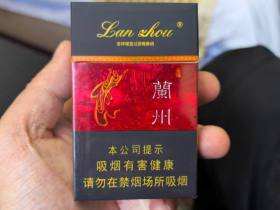 Lan zhou®
蘭
州
本公司提示
吸烟有害健康
请勿在禁烟场所吸烟